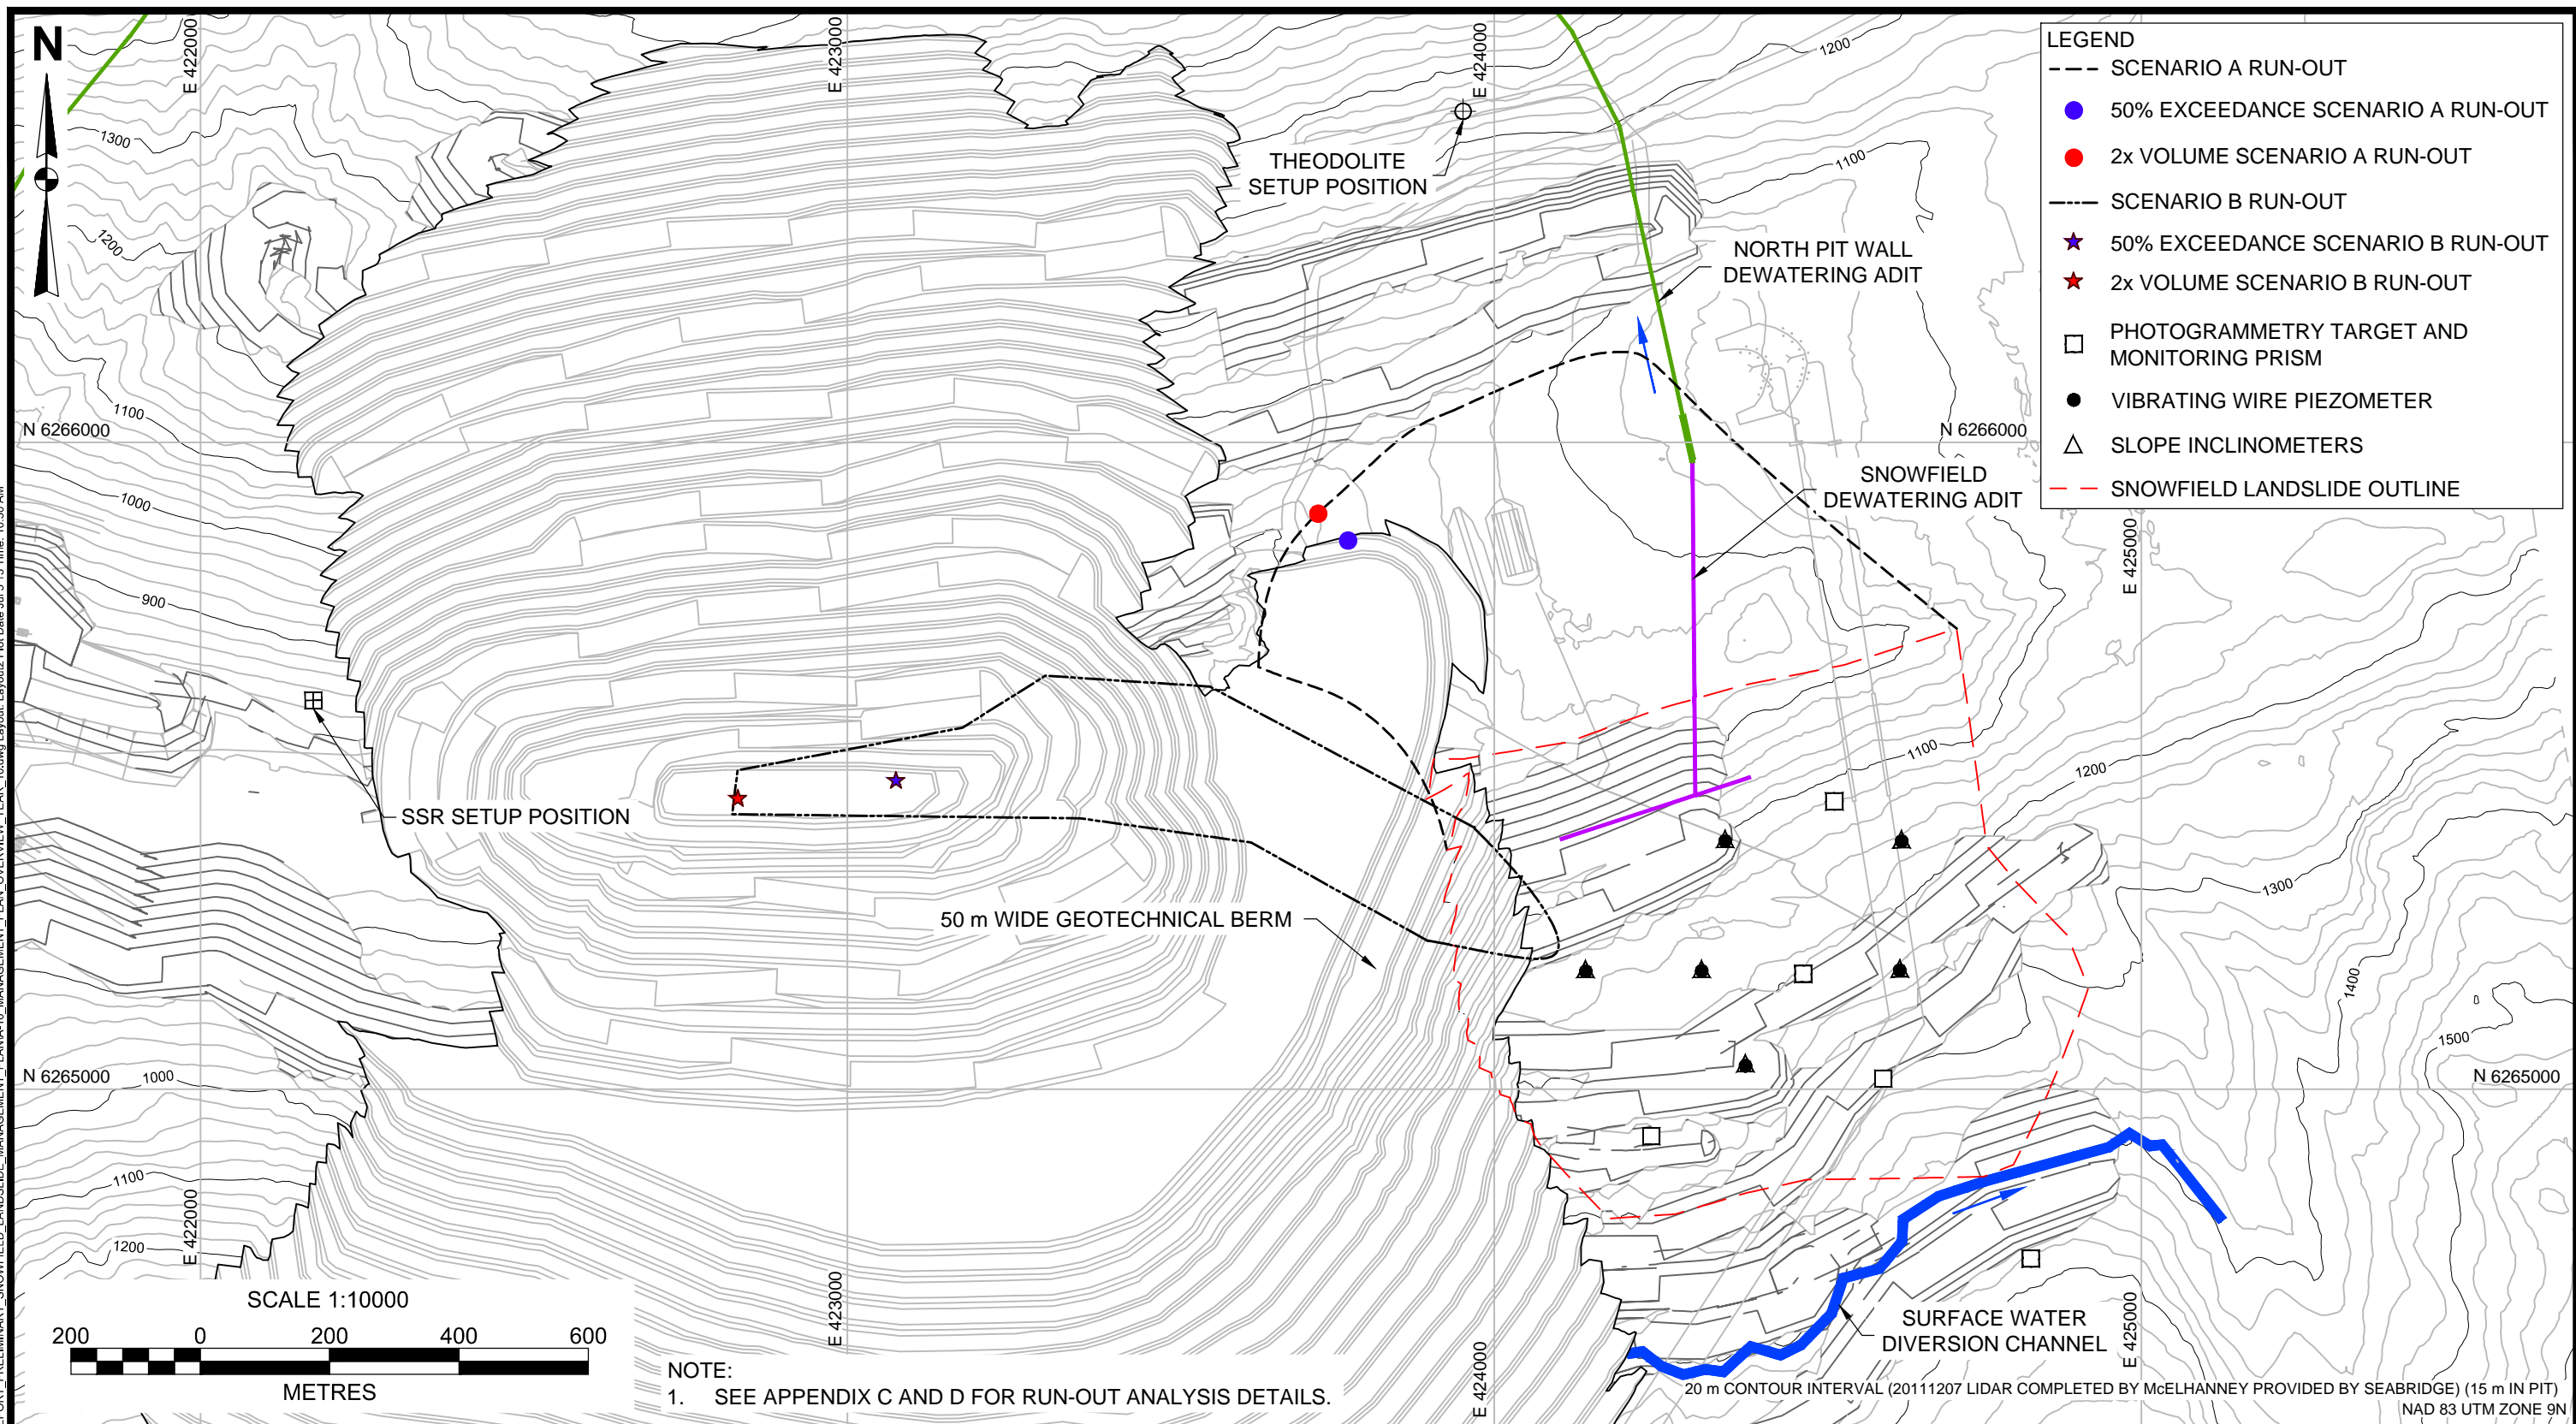 N
E 422000
E 423000
E 424000
1200
1300
1200
1100
THEODOLITE
SETUP POSITION
NORTH PIT WALL
DEWATERING ADIT
LEGEND
SCENARIO A RUN-OUT
50% EXCEEDANCE SCENARIO A RUN-OUT
2x VOLUME SCENARIO A RUN-OUT
SCENARIO B RUN-OUT
50% EXCEEDANCE SCENARIO B RUN-OUT
2x VOLUME SCENARIO B RUN-OUT
PHOTOGRAMMETRY TARGET AND
MONITORING PRISM
VIBRATING WIRE PIEZOMETER
SLOPE INCLINOMETERS
SNOWFIELD LANDSLIDE OUTLINE
1100
N 6266000
N 6266000
1000
SNOWFIELD
DEWATERING ADIT
E 425000
900
1100
1200
SSR SETUP POSITION
50 m WIDE GEOTECHNICAL BERM
1300
1400
1500
N 6265000
1000
N 6265000
1100
E 422000
1200
SCALE 1:10000
200 0 200 400 600
METRES
E 423000
E 424000
E 425000
SURFACE WATER
DIVERSION CHANNEL
NOTE:
1. SEE APPENDIX C AND D FOR RUN-OUT ANALYSIS DETAILS.
20 m CONTOUR INTERVAL (20111207 LIDAR COMPLETED BY McELHANNEY PROVIDED BY SEABRIDGE) (15 m IN PIT)
NAD 83 UTM ZONE 9N